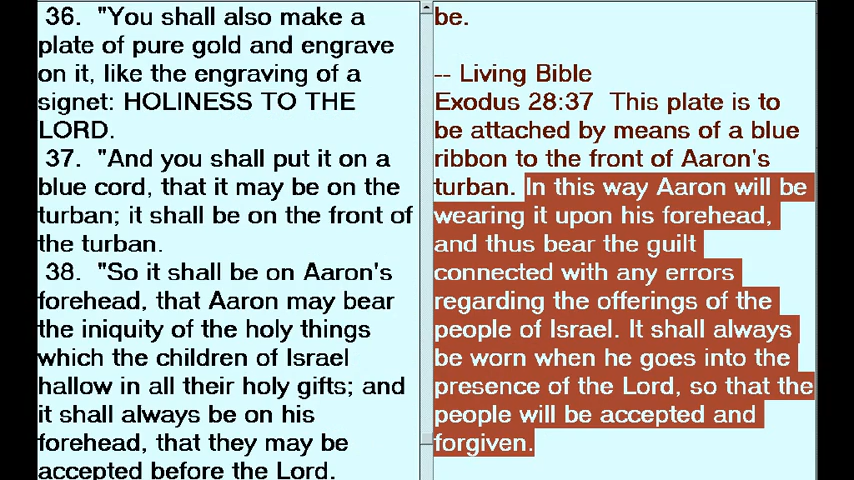 36. "You shall also make a
plate of pure gold and engrave
on it, like the engraving of a
signet: HOLINESS TO THE
LORD.
37. "And you shall put it on a
blue cord, that it may be on the
turban; it shall be on the front of
the turban.
38. "So it shall be on Aaron's
forehead, that Aaron may bear
the iniquity of the holy things
which the children of Israel
hallow in all their holy gifts; and
it shall always be on his
forehead, that they may be
accepted before the Lord.
be.
-- Living Bible
Exodus 28:37 This plate is to
be attached by means of a blue
ribbon to the front of Aaron's
turban. In this way Aaron will be
wearing it upon his forehead,
and thus bear the guilt
connected with any errors
regarding the offerings of the
people of Israel. It shall always
be worn when he goes into the
presence of the Lord, so that the
people will be accepted and
forgiven.